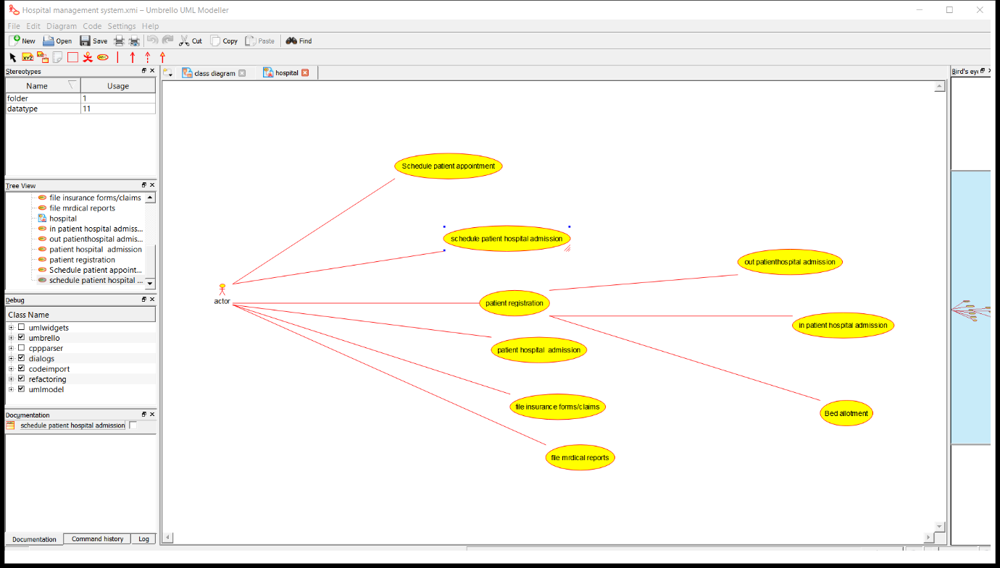 Hospital management system.xmi – Umbrello UML Modeller
File Edit Diagram Code Settings Help
New Open Save Cut Copy Paste Find
XYZ ABC
Stereotypes
Name Usage
folder 1
datatype 11
Tree View
file insurance forms/claims
file mrdical reports
hospital
in patient hospital admiss...
out patienthospital admis...
patient hospital  admission
patient registration
Schedule patient appoint...
schedule patient hospital ...
Debug
Class Name
umlwidgets
umbrello
cppparser
dialogs
codeimport
refactoring
umlmodel
Documentation
schedule patient hospital admission
Documentation Command history Log
class diagram hospital
Schedule patient appointment
schedule patient hospital admission
out patienthospital admission
actor
patient registration
in patient hospital admission
patient hospital  admission
file insurance forms/claims
Bed allotment
file mrdical reports
Bird's eye